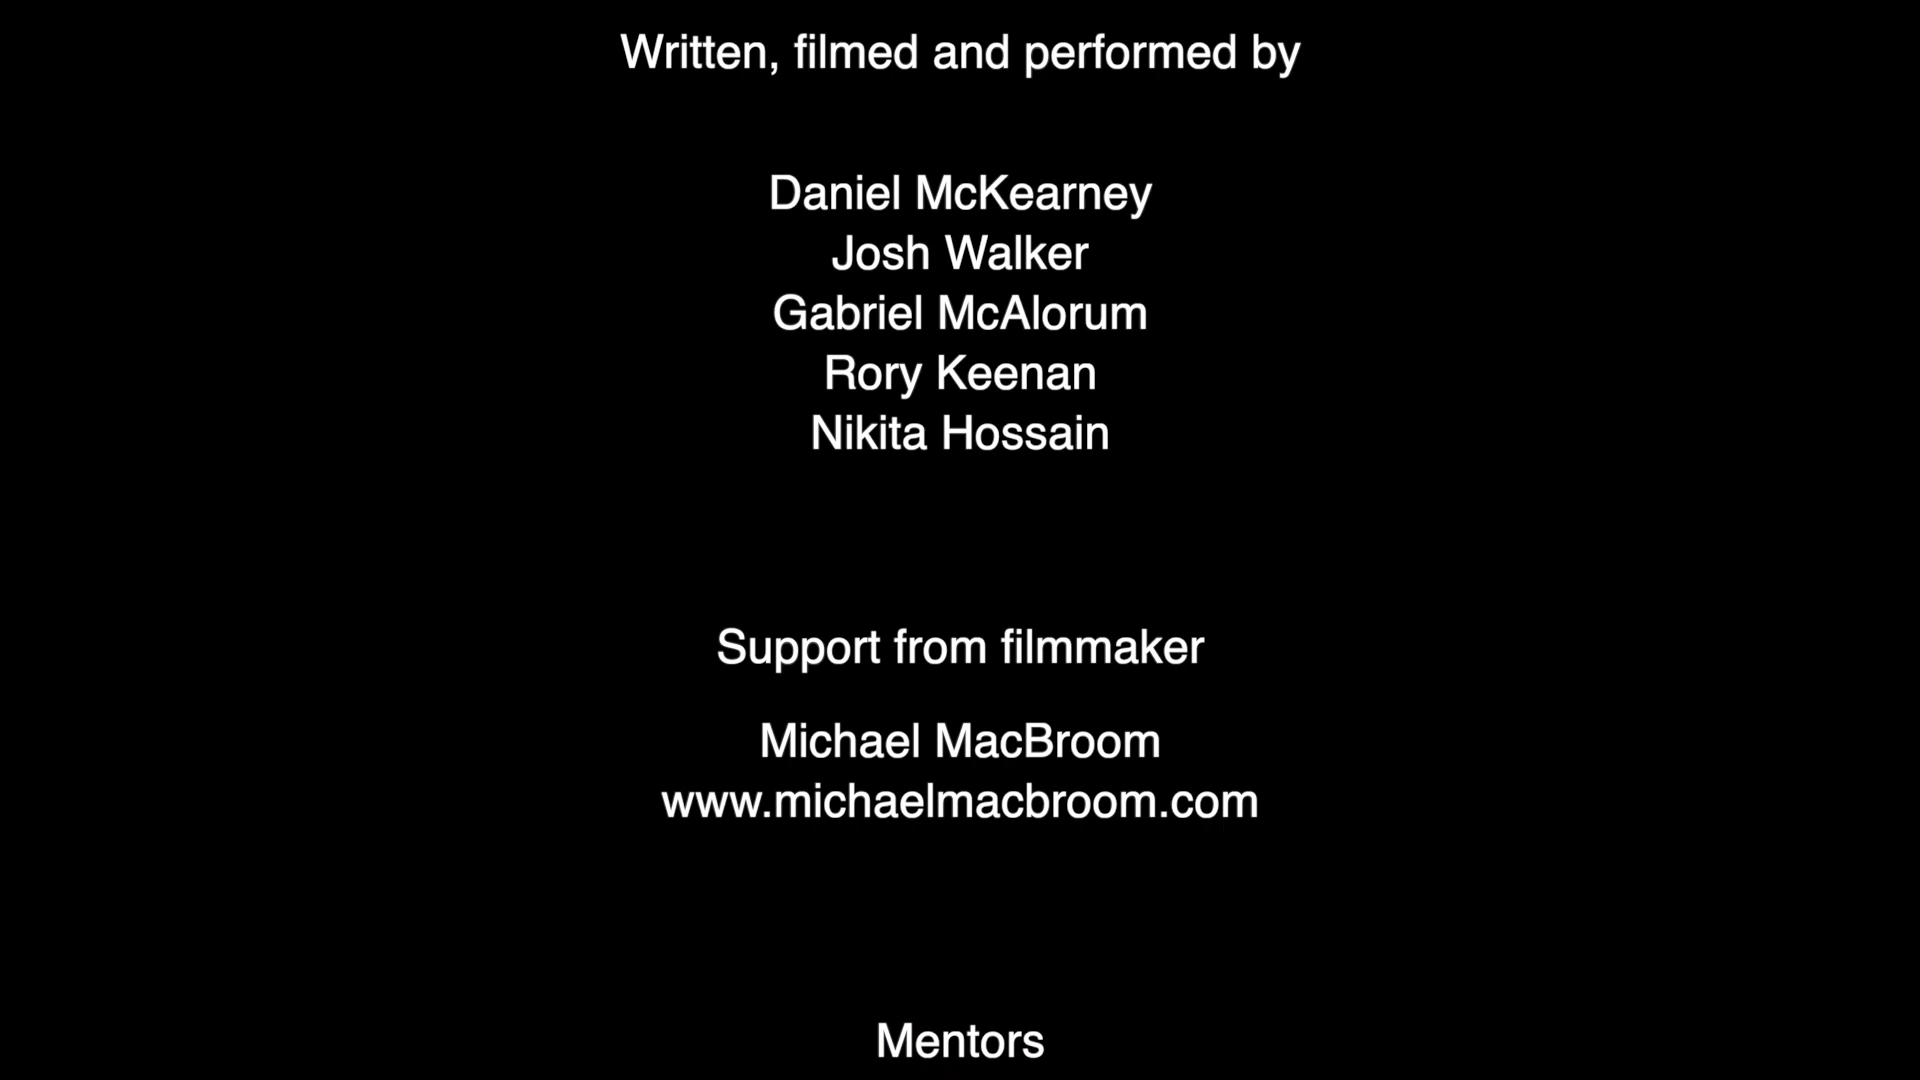 Written, filmed and performed by
Daniel McKearney
Josh Walker
Gabriel McAlorum
Rory Keenan
Nikita Hossain
Support from filmmaker
Michael MacBroom
www.michaelmacbroom.com
Mentors